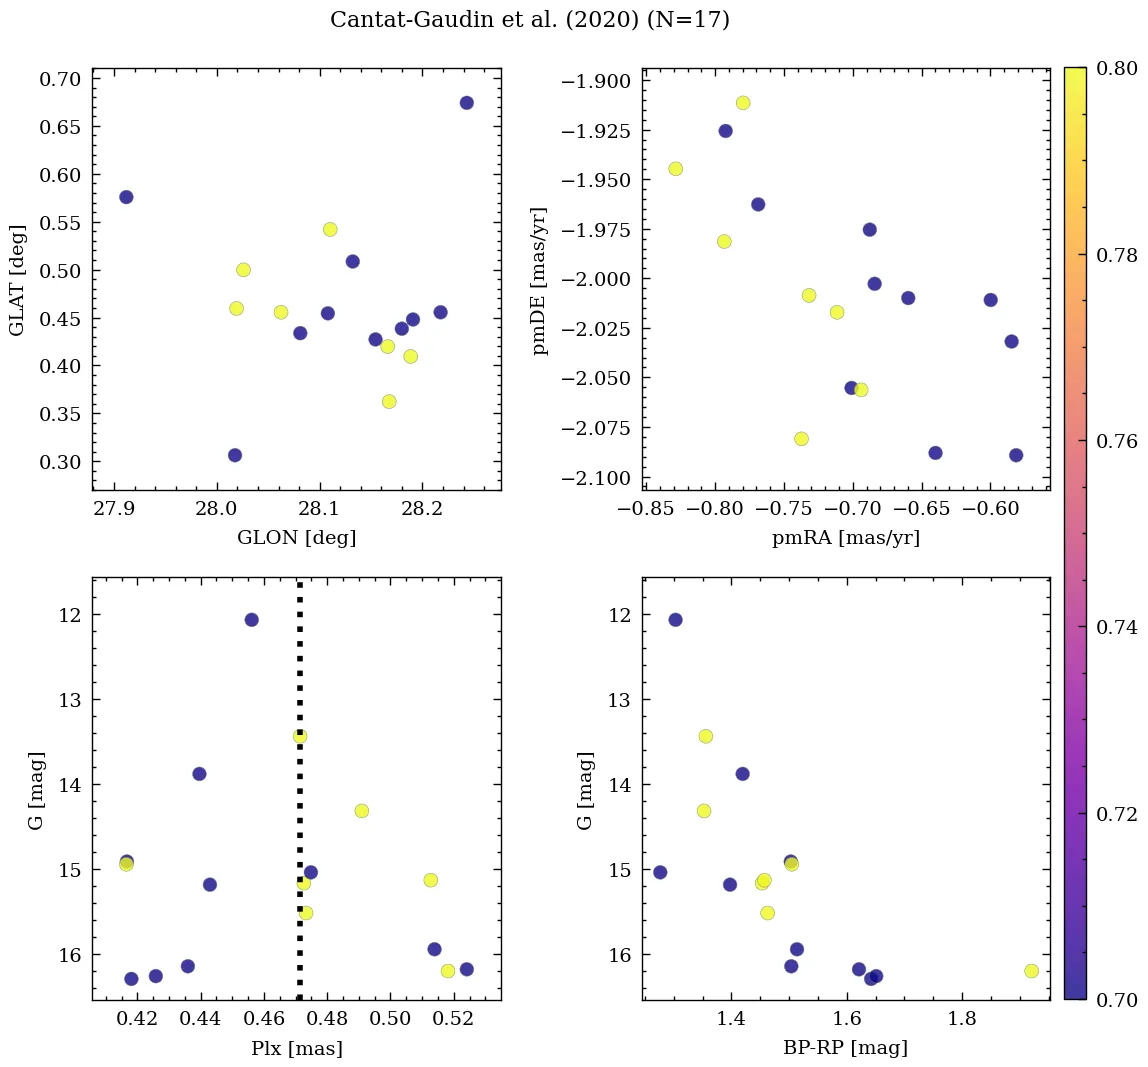 Cantat-Gaudin et al. (2020) (N=17)
0.70
0.65
0.60
0.55
0.50
0.45
0.40
0.35
0.30
GLAT [deg]
27.9 28.0 28.1 28.2
GLON [deg]
−1.900
−1.925
−1.950
−1.975
−2.000
−2.025
−2.050
−2.075
−2.100
pmDE [mas/yr]
−0.85 −0.80 −0.75 −0.70 −0.65 −0.60
pmRA [mas/yr]
12
13
14
15
16
G [mag]
0.42 0.44 0.46 0.48 0.50 0.52
Plx [mas]
12
13
14
15
16
G [mag]
1.4 1.6 1.8
BP-RP [mag]
0.80
0.78
0.76
0.74
0.72
0.70